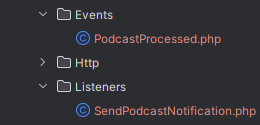 Events
PodcastProcessed.php
Http
Listeners
SendPodcastNotification.php